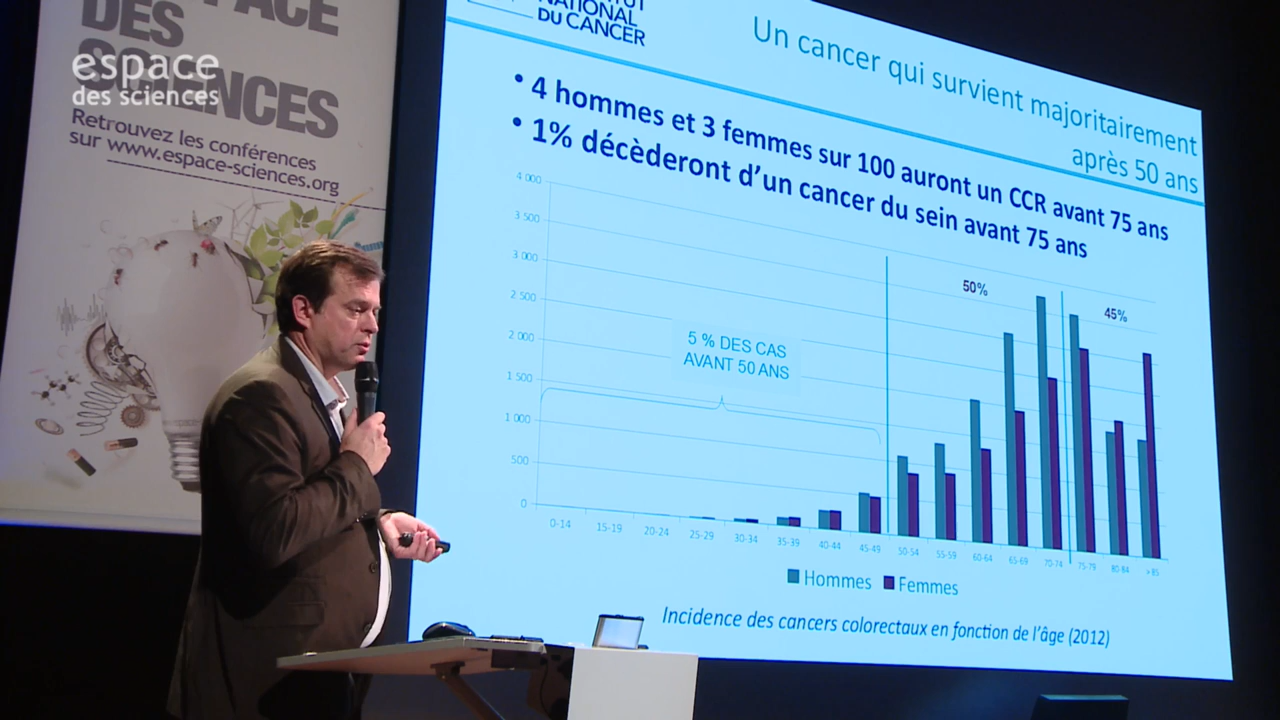 ESPACE
DES
SCIENCES
espace
des sciences
Retrouvez les conférences
sur www.espace-sciences.org
NATIONAL
DU CANCER
Un cancer qui survient majoritairement
après 50 ans
• 4 hommes et 3 femmes sur 100 auront un CCR avant 75 ans
• 1% décèderont d'un cancer du sein avant 75 ans
4 000
3 500
3 000
2 500
2 000
1 500
1 000
500
0
5 % DES CAS
AVANT 50 ANS
50%
45%
0-14 15-19 20-24 25-29 30-34 35-39 40-44 45-49 50-54 55-59 60-64 65-69 70-74 75-79 80-84 >85
Hommes Femmes
Incidence des cancers colorectaux en fonction de l'âge (2012)